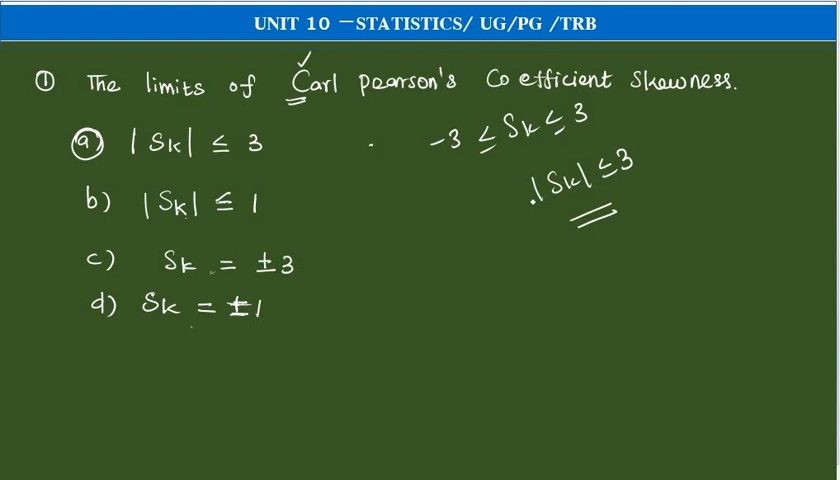 UNIT 10 –STATISTICS/ UG/PG /TRB
① The limits of Carl pearson's Coefficient Skewness.
a) |Sk| ≤ 3
-3 ≤ Sk ≤ 3
|Sk| ≤ 3
b) |Sk| ≤ 1
c) Sk = ±3
d) Sk = ±1